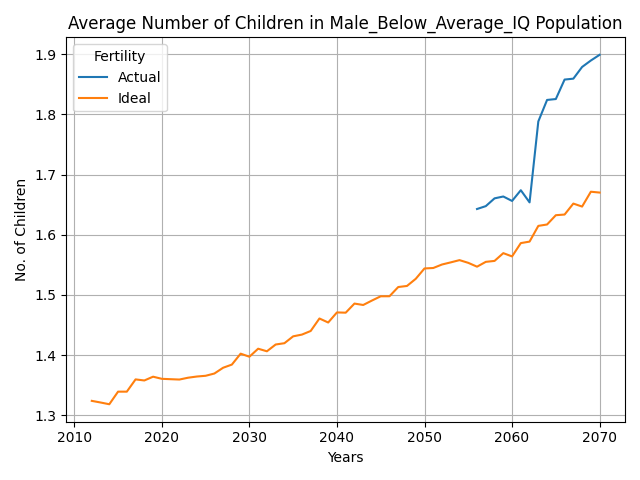 Average Number of Children in Male_Below_Average_IQ Population
Fertility
Actual
Ideal
1.9
1.8
1.7
1.6
1.5
1.4
1.3
No. of Children
2010 2020 2030 2040 2050 2060 2070
Years